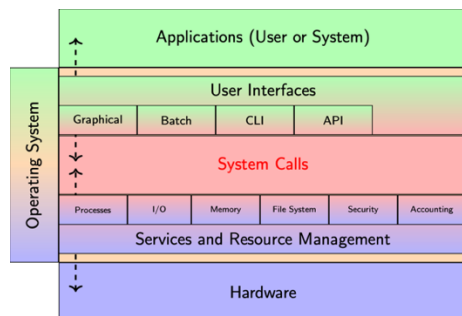 Applications (User or System)
Operating System
User Interfaces
Graphical Batch CLI API
System Calls
Processes I/O Memory File System Security Accounting
Services and Resource Management
Hardware